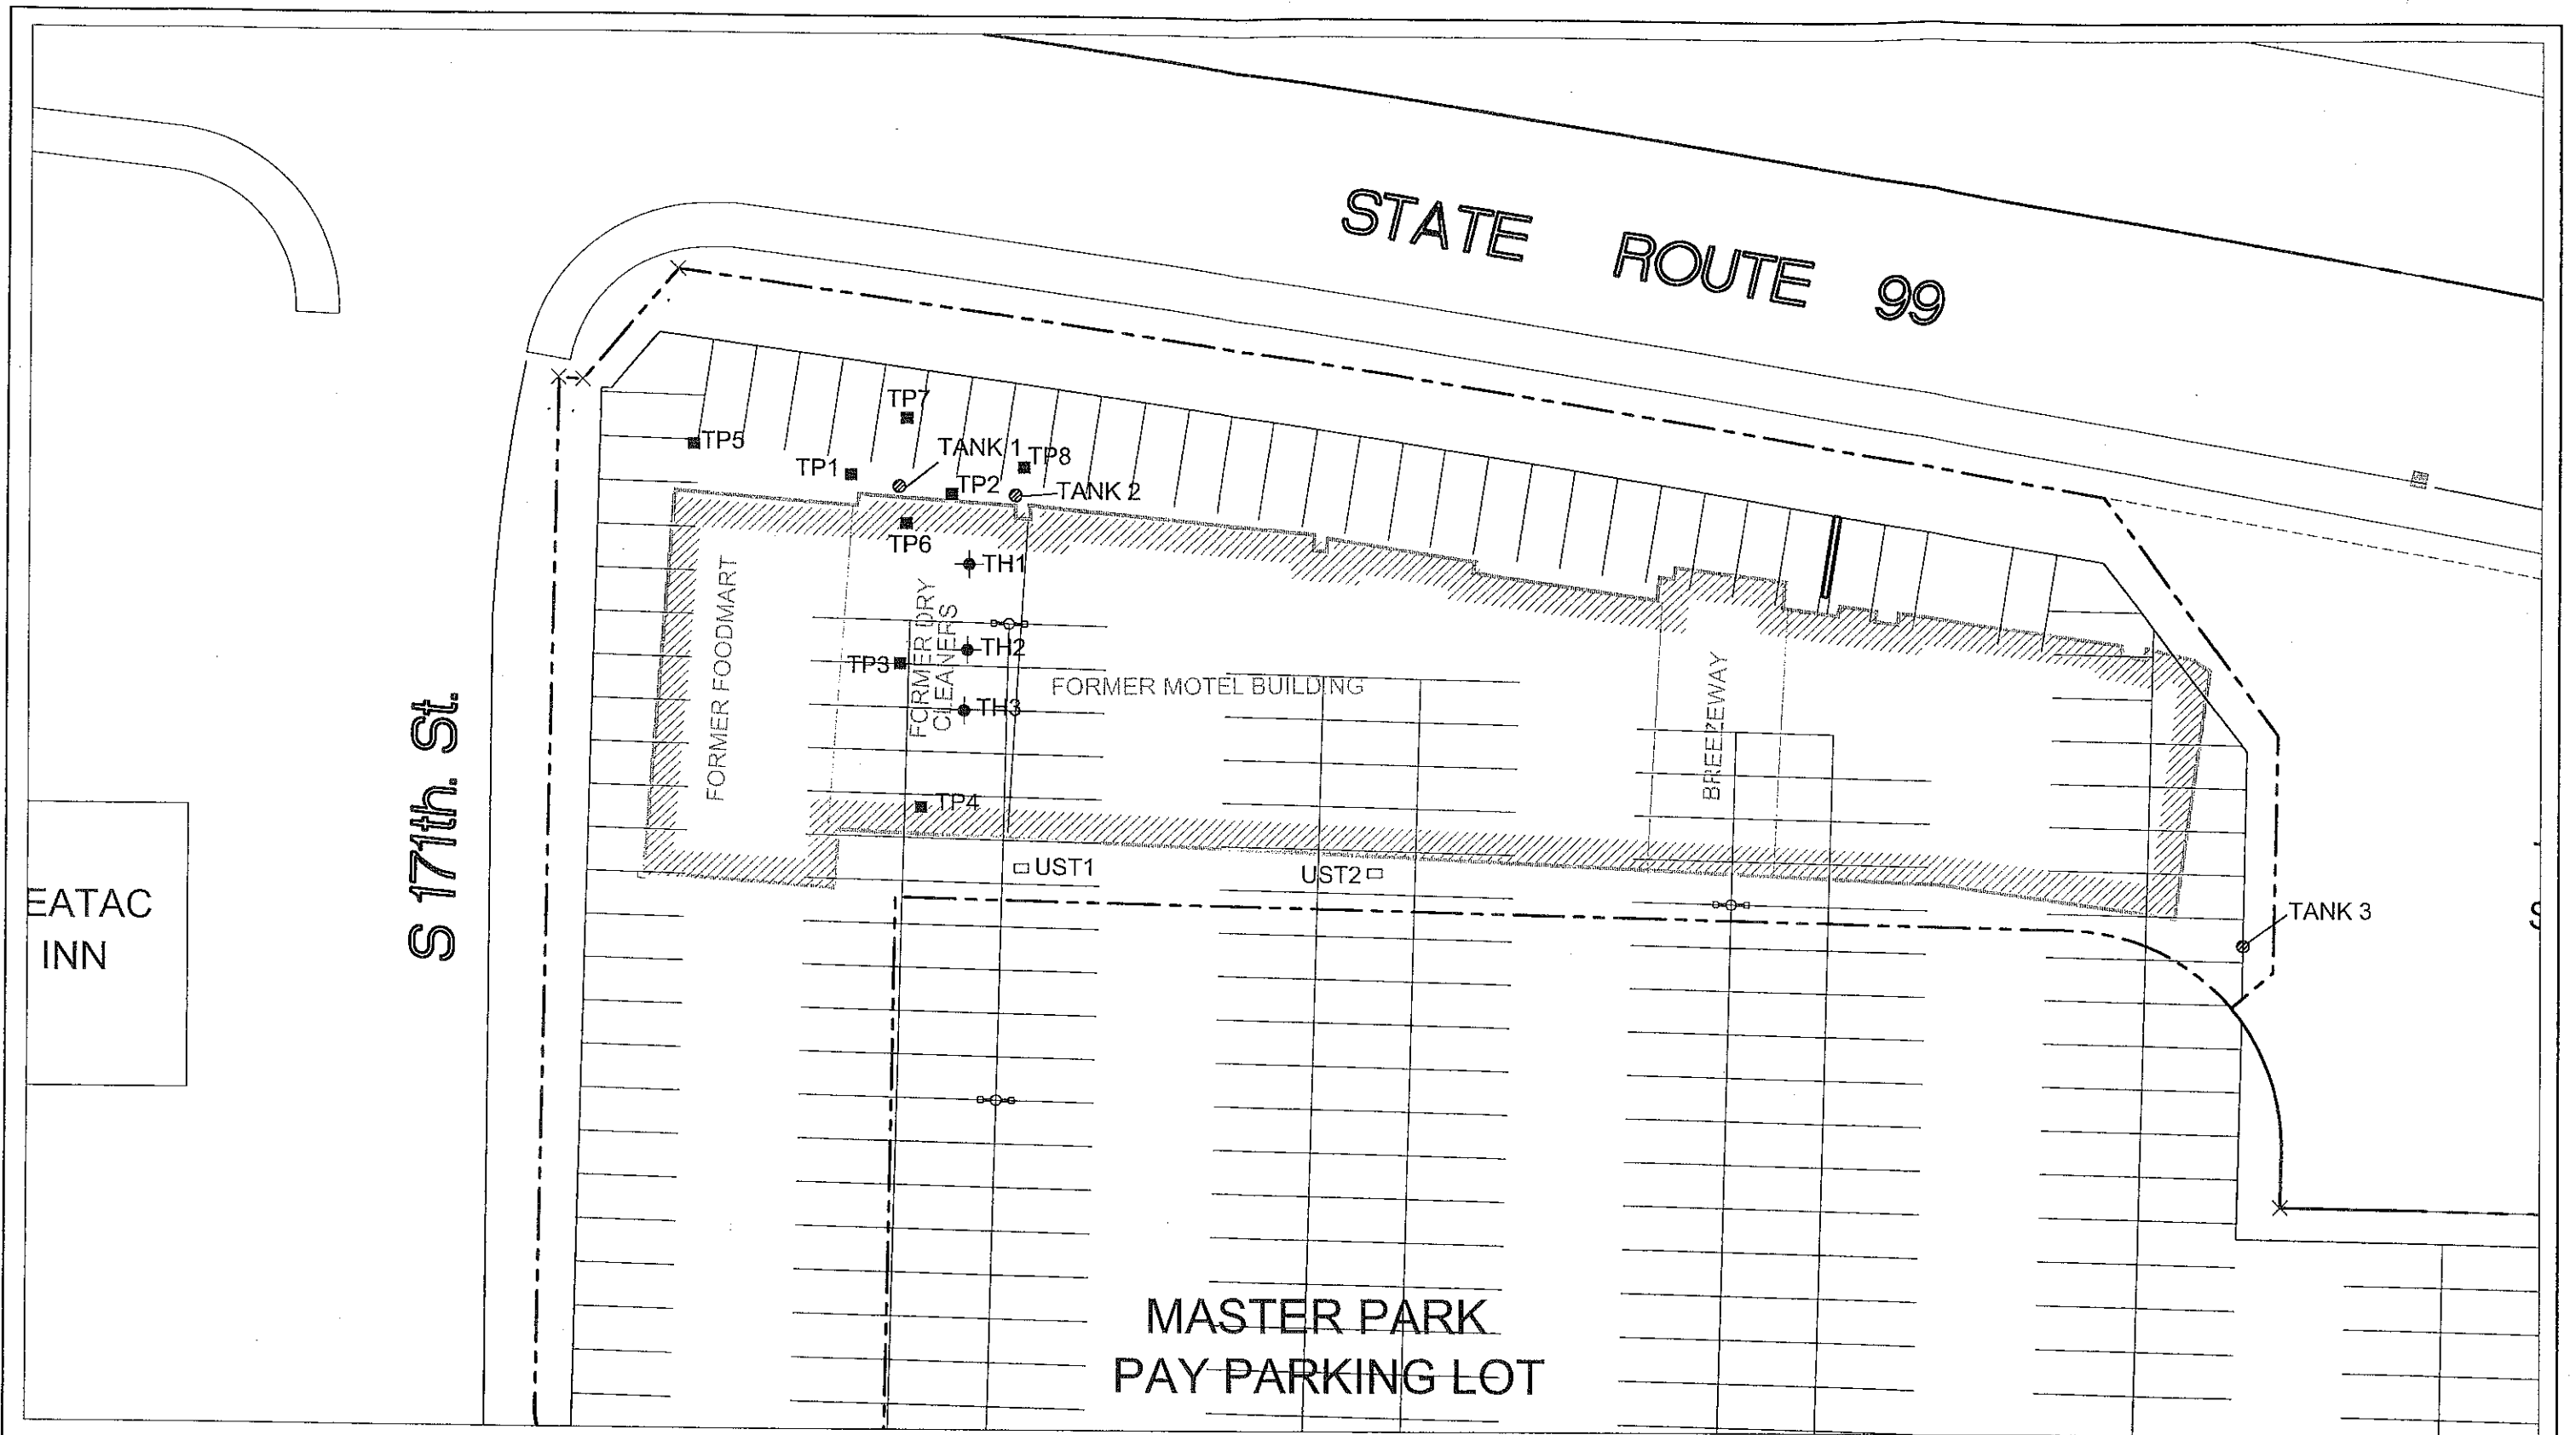 STATE ROUTE 99
TP7
TP5
TANK 1
TP1
TP8
TP2
TANK 2
TP6
TH1
FORMER FOODMART
FORMER DRY
CLEANERS
TH2
TP3
FORMER MOTEL BUILDING
TH3
BREEZEWAY
S 171th. St.
TP4
UST1
UST2
EATAC
INN
TANK 3
S
MASTER PARK
PAY PARKING LOT